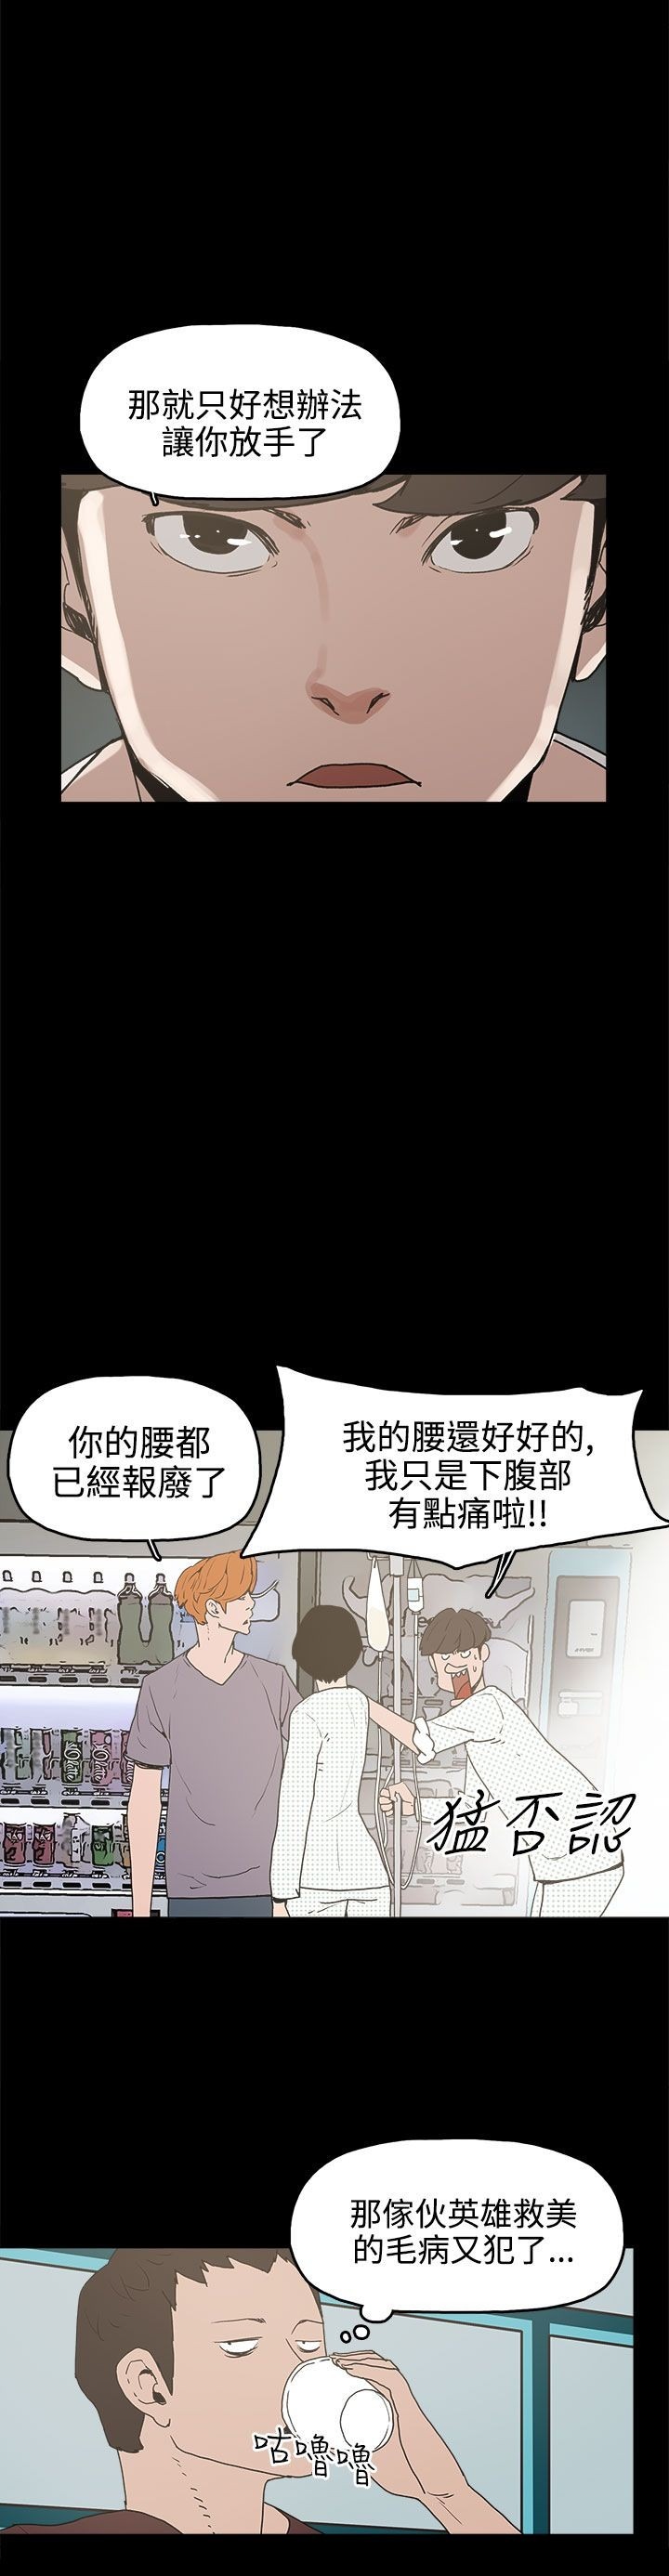 那就只好想辦法
讓你放手了
你的腰都
已經報廢了
我的腰還好好的,
我只是下腹部
有點痛啦!!
猛否認
那傢伙英雄救美
的毛病又犯了...
咕嚕嚕